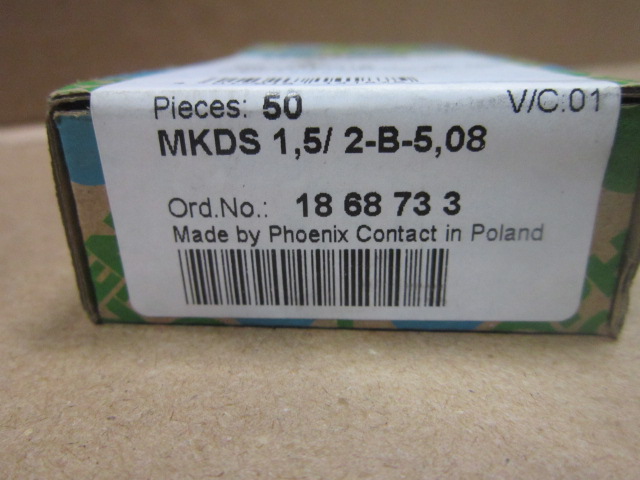 Pieces: 50 V/C:01
MKDS 1,5/ 2-B-5,08
Ord.No.: 18 68 73 3
Made by Phoenix Contact in Poland